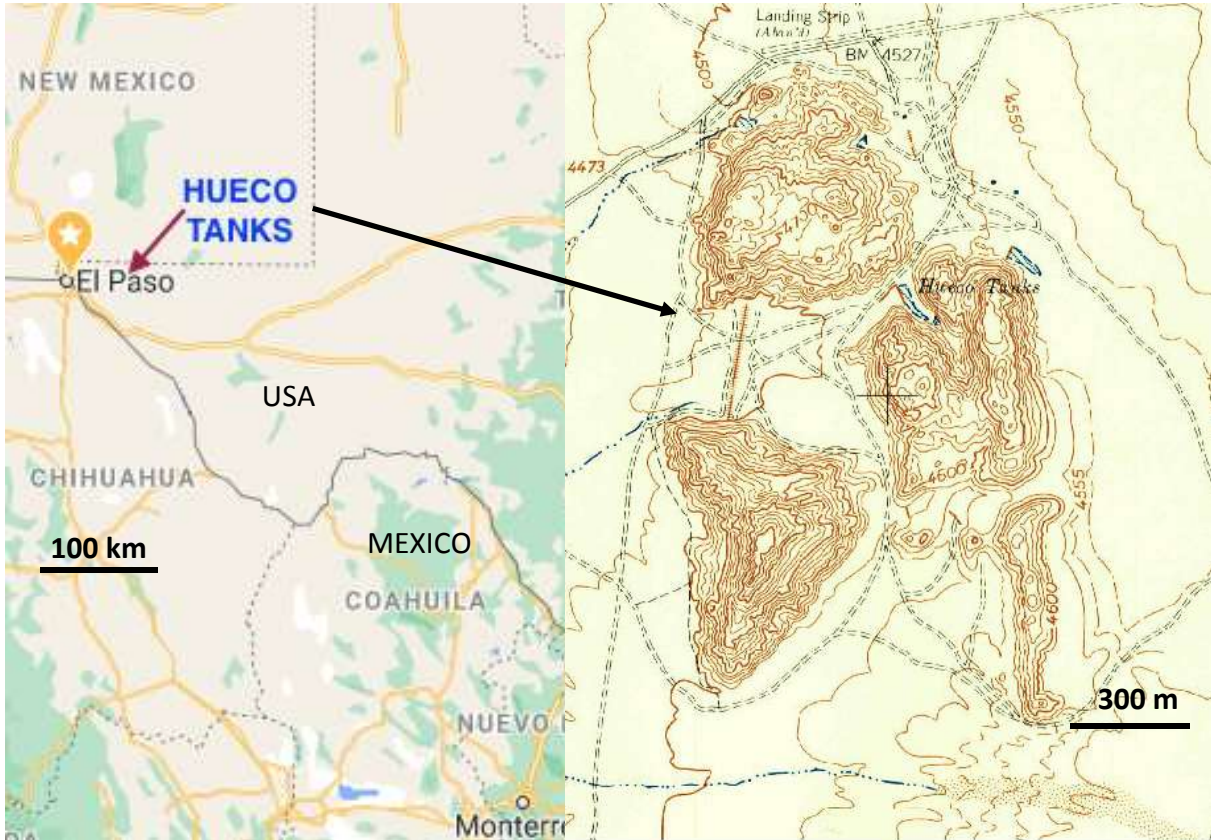 NEW MEXICO
HUECO
TANKS
El Paso
USA
CHIHUAHUA
100 km
MEXICO
COAHUILA
NUEVO
Monterr
Landing Strip
BM 4527
4500
4550
4473
4700
Hueco Tanks
4600
4555
4600
300 m